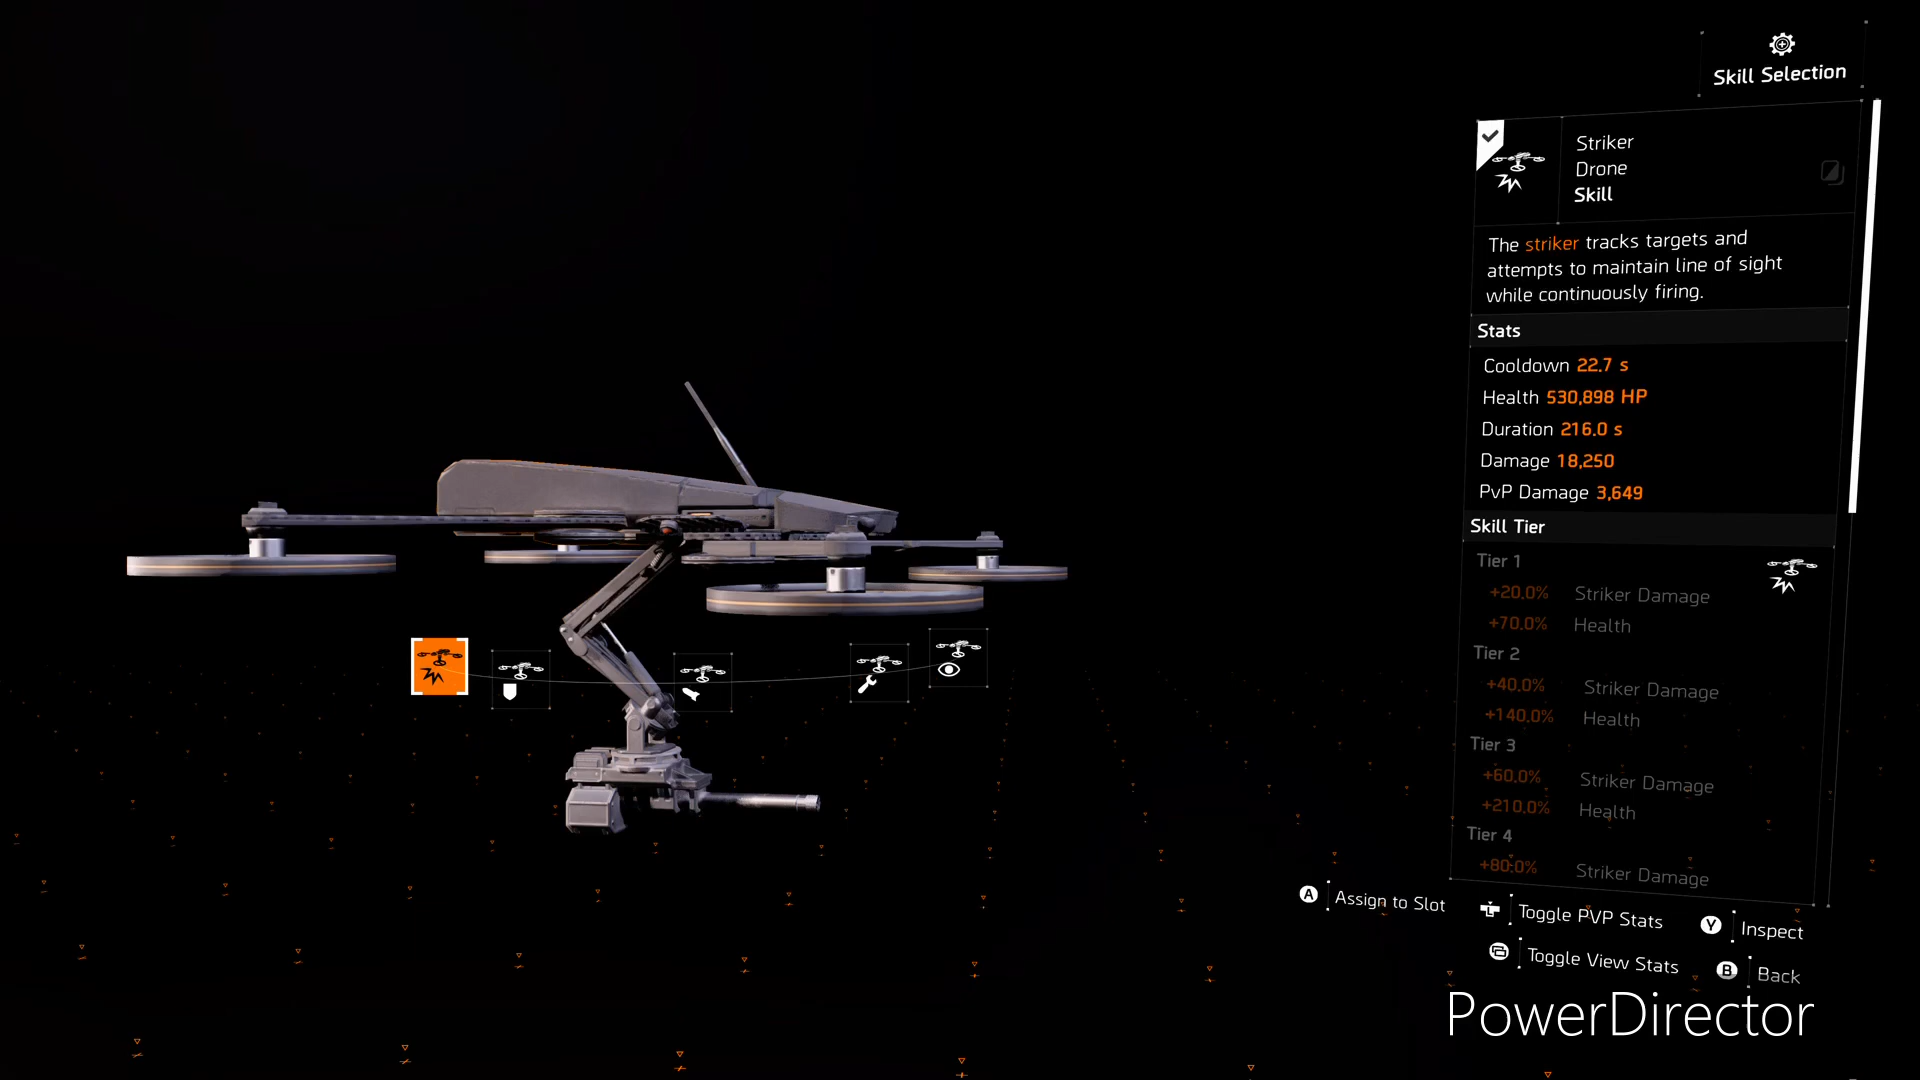 Skill Selection
Striker
Drone
Skill
The striker tracks targets and
attempts to maintain line of sight
while continuously firing.
Stats
Cooldown 22.7 s
Health 530,898 HP
Duration 216.0 s
Damage 18,250
PvP Damage 3,649
Skill Tier
Tier 1
+20.0% Striker Damage
+70.0% Health
Tier 2
+40.0% Striker Damage
+140.0% Health
Tier 3
+60.0% Striker Damage
+210.0% Health
Tier 4
+80.0% Striker Damage
A Assign to Slot
L Toggle PVP Stats
Y Inspect
Toggle View Stats
B Back
PowerDirector